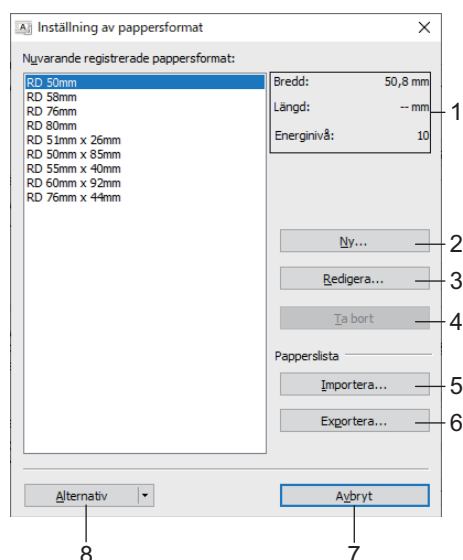 Inställning av pappersformat
Nuvarande registrerade pappersformat:
RD 50mm
RD 58mm
RD 76mm
RD 80mm
RD 51mm x 26mm
RD 50mm x 85mm
RD 55mm x 40mm
RD 60mm x 92mm
RD 76mm x 44mm
Bredd: 50,8 mm
Längd: -- mm
Energinivå: 10
1
Ny... 2
Redigera... 3
Ta bort 4
Papperslista
Importera... 5
Exportera... 6
Alternativ Avbryt
8 7